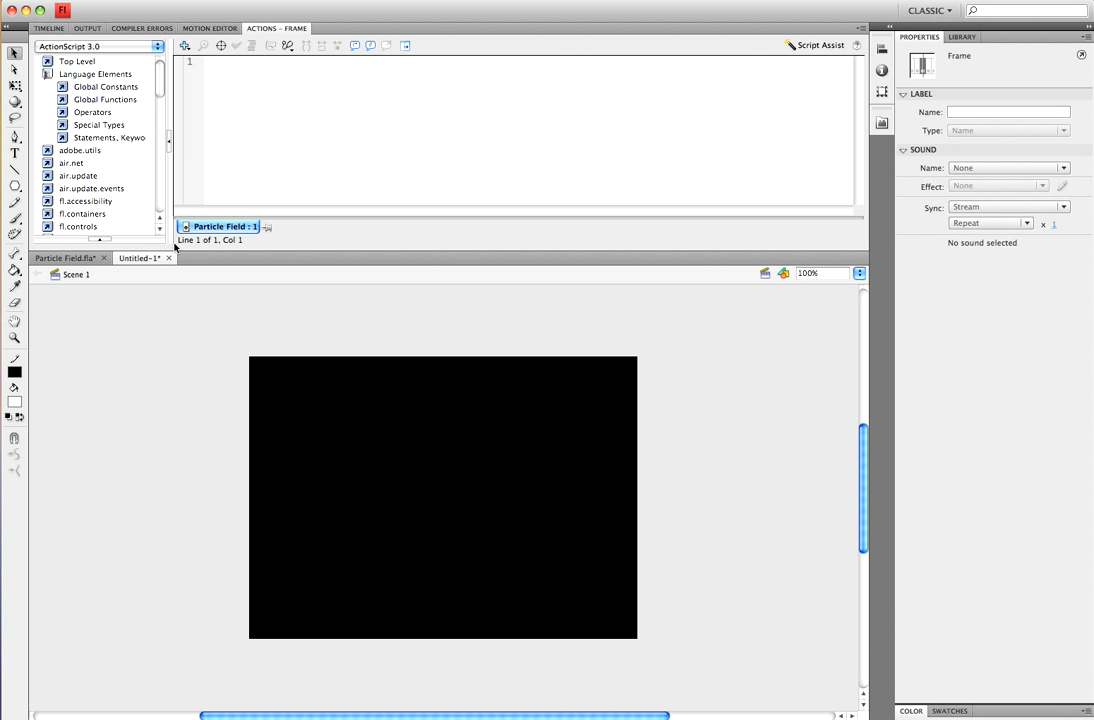 Fl
CLASSIC
TIMELINE OUTPUT COMPILER ERRORS MOTION EDITOR ACTIONS – FRAME
PROPERTIES LIBRARY
ActionScript 3.0
Script Assist
Frame
Top Level
Language Elements
Global Constants
Global Functions
Operators
Special Types
Statements, Keywo
adobe.utils
air.net
air.update
air.update.events
fl.accessibility
fl.containers
fl.controls
1
LABEL
Name:
Type: Name
SOUND
Name: None
Effect: None
Sync: Stream
Repeat x 1
No sound selected
Particle Field : 1
Line 1 of 1, Col 1
Particle Field.fla* Untitled-1*
Scene 1
100%
COLOR SWATCHES